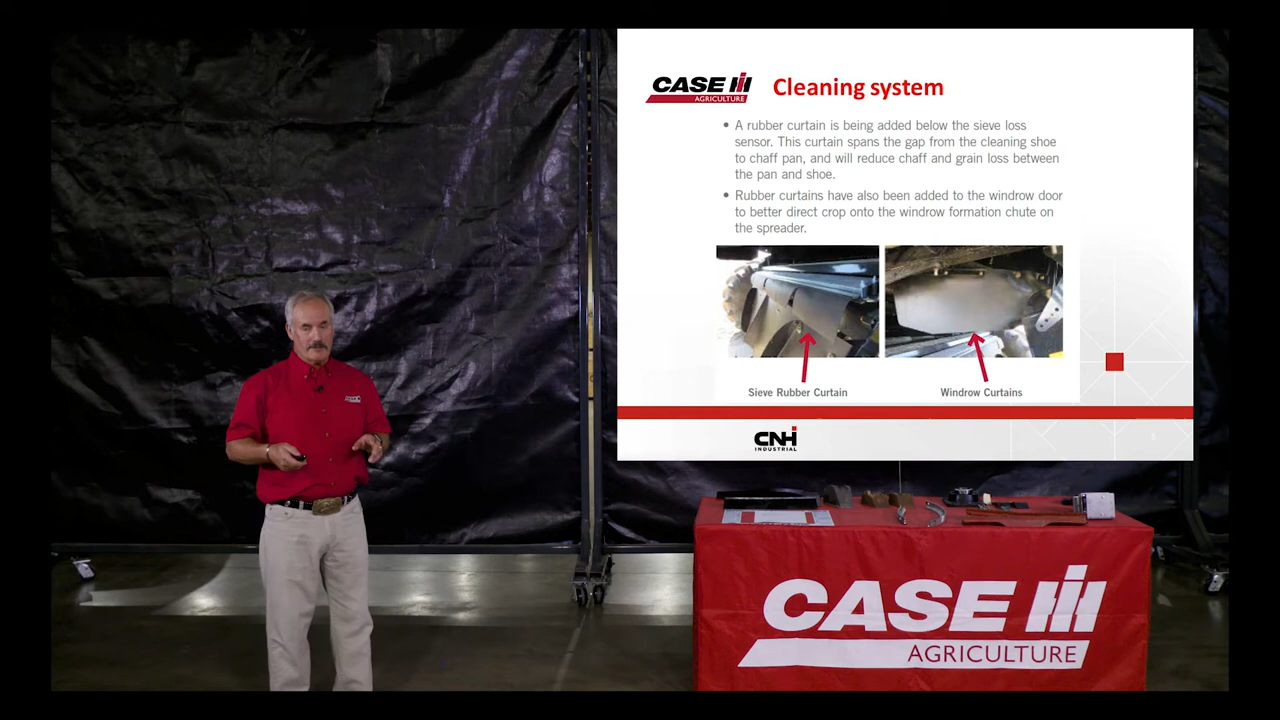 CASE IH
AGRICULTURE
Cleaning system
• A rubber curtain is being added below the sieve loss
sensor. This curtain spans the gap from the cleaning shoe
to chaff pan, and will reduce chaff and grain loss between
the pan and shoe.
• Rubber curtains have also been added to the windrow door
to better direct crop onto the windrow formation chute on
the spreader.
Sieve Rubber Curtain
Windrow Curtains
CNH
INDUSTRIAL
CASE IH
AGRICULTURE